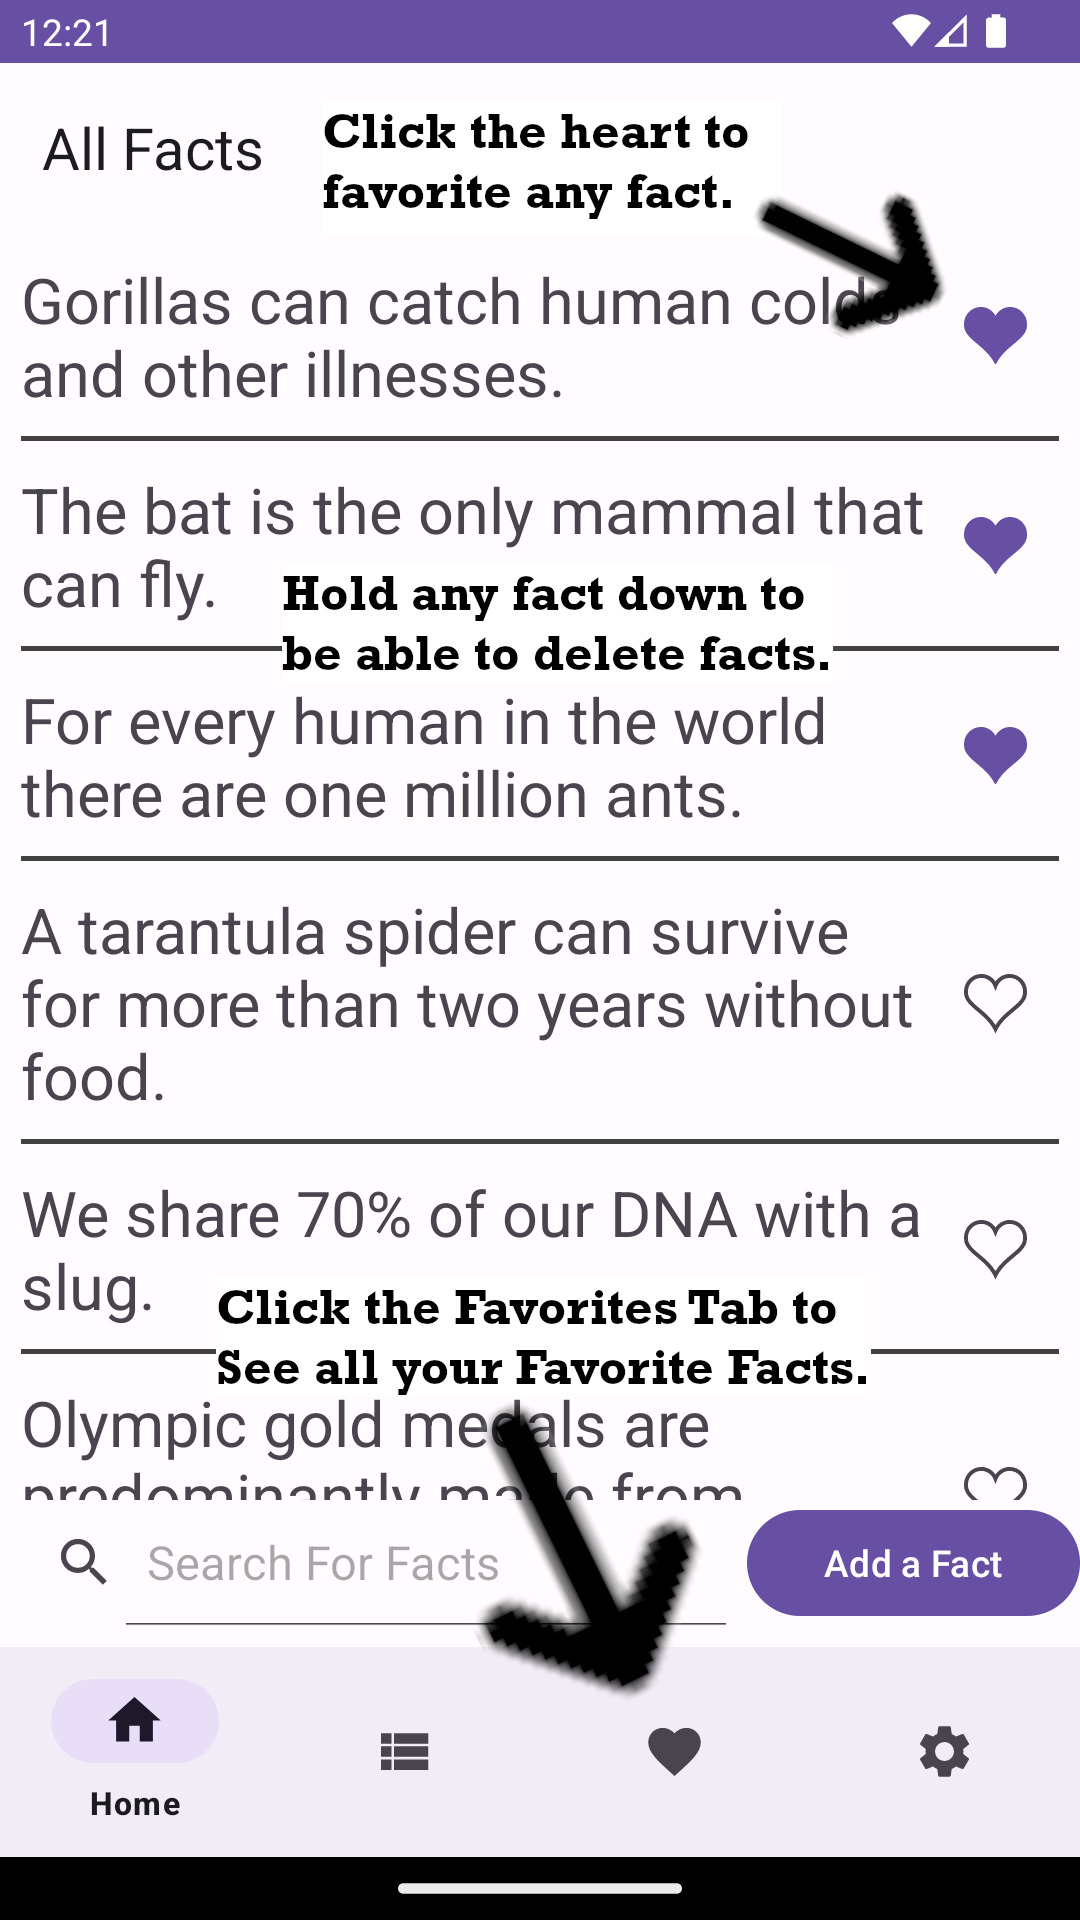 12:21
All Facts
Click the heart to
favorite any fact.
Gorillas can catch human colds
and other illnesses.
The bat is the only mammal that
can fly.
Hold any fact down to
be able to delete facts.
For every human in the world
there are one million ants.
A tarantula spider can survive
for more than two years without
food.
We share 70% of our DNA with a
slug.
Click the Favorites Tab to
See all your Favorite Facts.
Olympic gold medals are
predominantly made from
Search For Facts
Add a Fact
Home